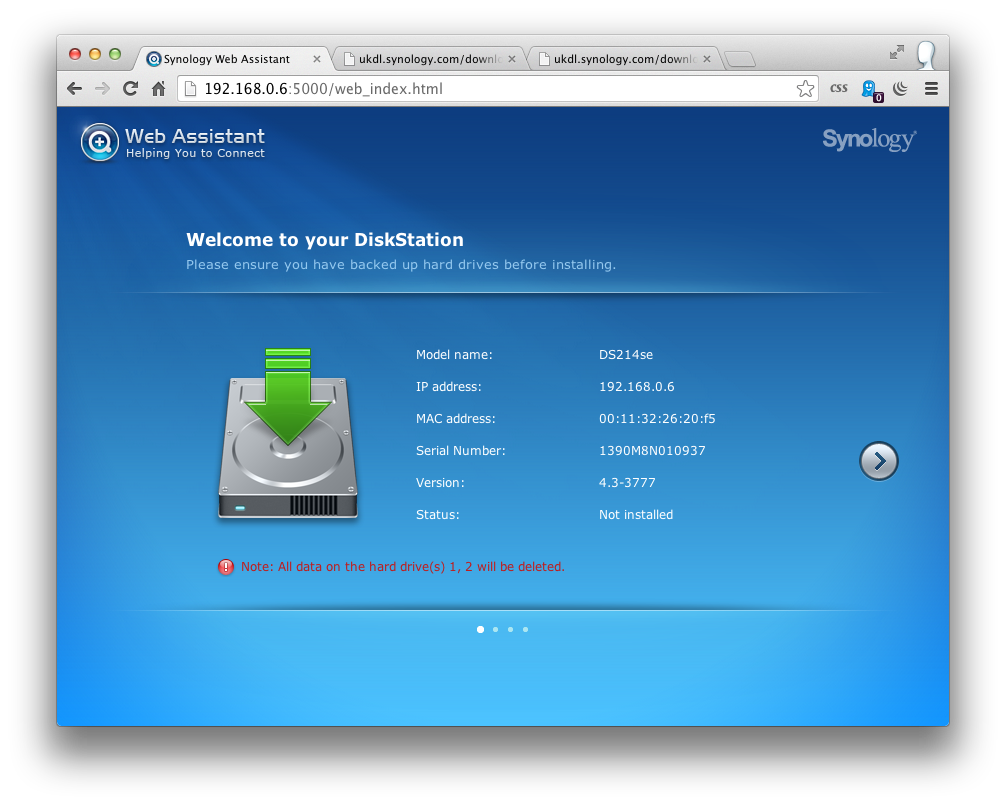 Synology Web Assistant
ukdl.synology.com/downl
ukdl.synology.com/downl
192.168.0.6:5000/web_index.html
CSS
0
Web Assistant
Helping You to Connect
Synology
Welcome to your DiskStation
Please ensure you have backed up hard drives before installing.
Model name: DS214se
IP address: 192.168.0.6
MAC address: 00:11:32:26:20:f5
Serial Number: 1390M8N010937
Version: 4.3-3777
Status: Not installed
Note: All data on the hard drive(s) 1, 2 will be deleted.